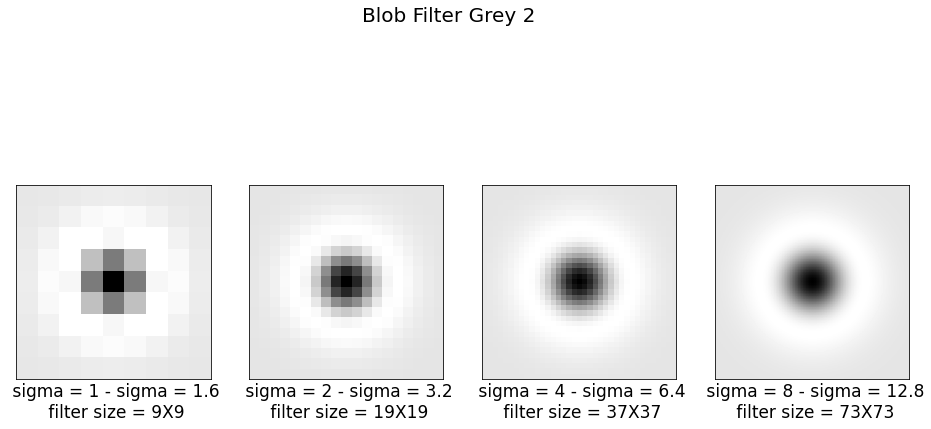 Blob Filter Grey 2
sigma = 1 - sigma = 1.6
filter size = 9X9
sigma = 2 - sigma = 3.2
filter size = 19X19
sigma = 4 - sigma = 6.4
filter size = 37X37
sigma = 8 - sigma = 12.8
filter size = 73X73